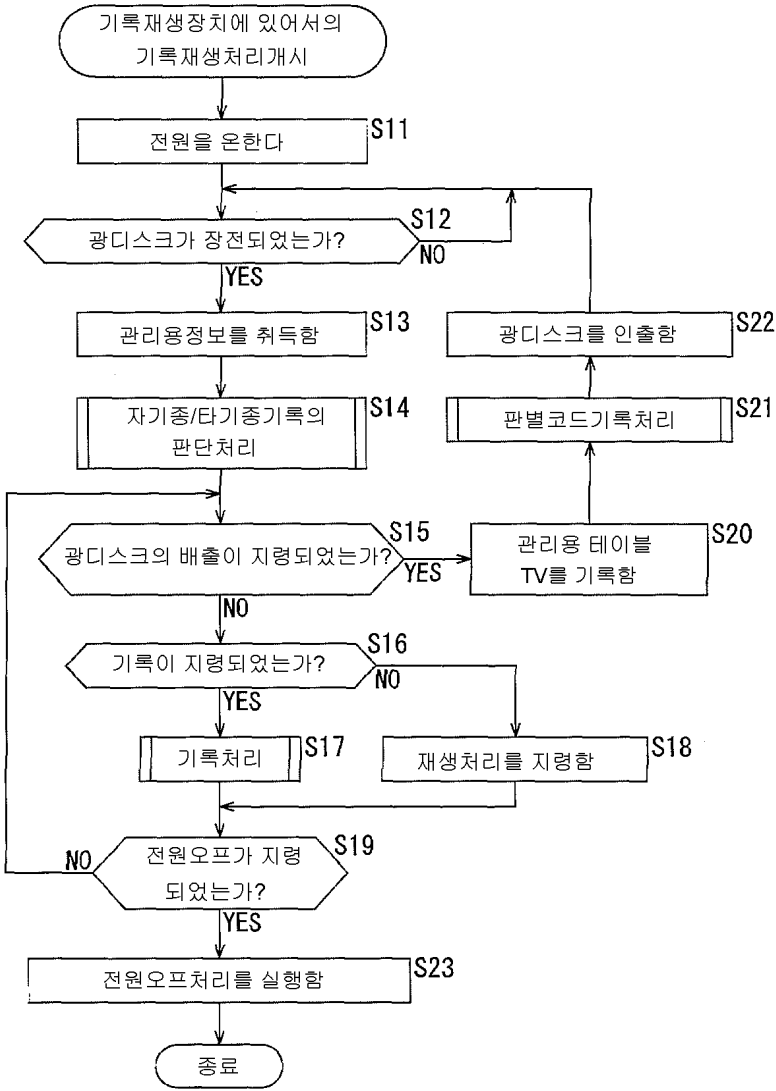 기록재생장치에 있어서의
기록재생처리개시
전원을 온한다
S11
광디스크가 장전되었는가?
S12
NO
YES
관리용정보를 취득함
S13
광디스크를 인출함
S22
자기종/타기종기록의
판단처리
S14
판별코드기록처리
S21
광디스크의 배출이 지령되었는가?
S15
YES
관리용 테이블
TV를 기록함
S20
NO
기록이 지령되었는가?
S16
NO
YES
기록처리
S17
재생처리를 지령함
S18
전원오프가 지령
되었는가?
S19
NO
YES
전원오프처리를 실행함
S23
종료